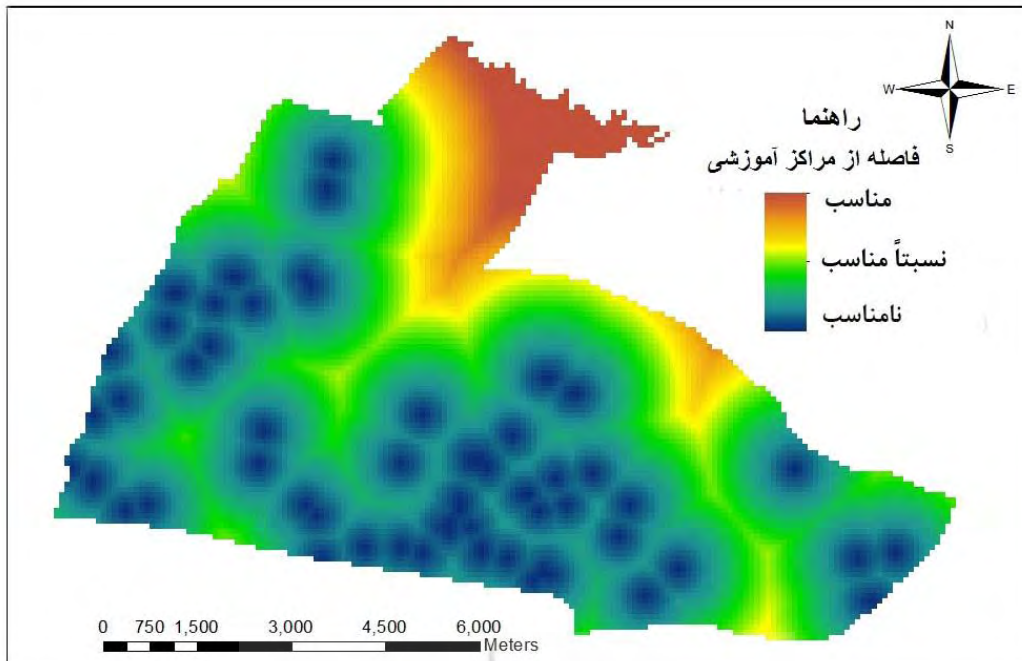 N
W E
S
راهنما
فاصله از مراکز آموزشی
مناسب
نسبتاً مناسب
نامناسب
0 750 1,500 3,000 4,500 6,000
Meters